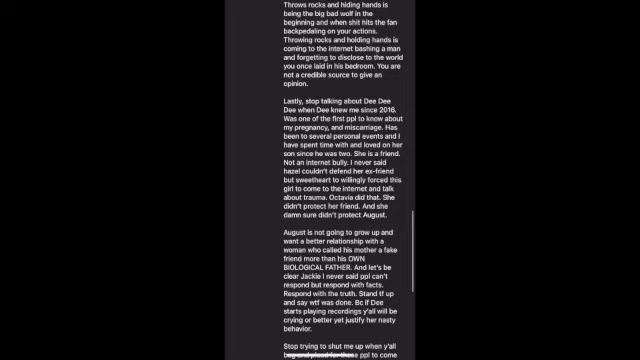 Throws rocks and hiding hands is
being the big bad wolf in the
beginning and when shit hits the fan
backpedaling on your actions.
Throwing rocks and holding hands is
coming to the internet bashing a man
and forgetting to disclose to the world
you once laid in his bedroom. You are
not a credible source to give an
opinion.
Lastly, stop talking about Dee Dee
Dee when Dee knew me since 2016.
Was one of the first ppl to know about
my pregnancy, and miscarriage. Has
been to several personal events and I
have spent time with and loved on her
son since he was two. She is a friend.
Not an internet bully. I never said
hazel couldn't defend her ex-friend
but sweetheart to willingly forced this
girl to come to the internet and talk
about trauma. Octavia did that. She
didn't protect her friend. And she
damn sure didn't protect August.
August is not going to grow up and
want a better relationship with a
woman who called his mother a fake
friend more than his OWN
BIOLOGICAL FATHER. And let's be
clear Jackie I never said ppl can't
respond but respond with facts.
Respond with the truth. Stand tf up
and say wtf was done. Bc if Dee
starts playing recordings y'all will be
crying or better yet justify her nasty
behavior.
Stop trying to shut me up when y'all
beg and plead for these ppl to come